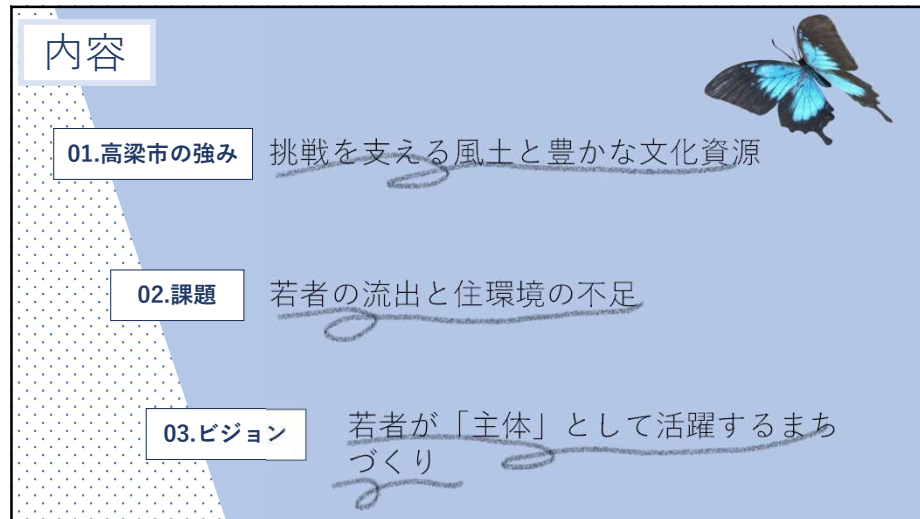 内容
01.高梁市の強み
挑戦を支える風土と豊かな文化資源
02.課題
若者の流出と住環境の不足
03.ビジョン
若者が「主体」として活躍するまち
づくり